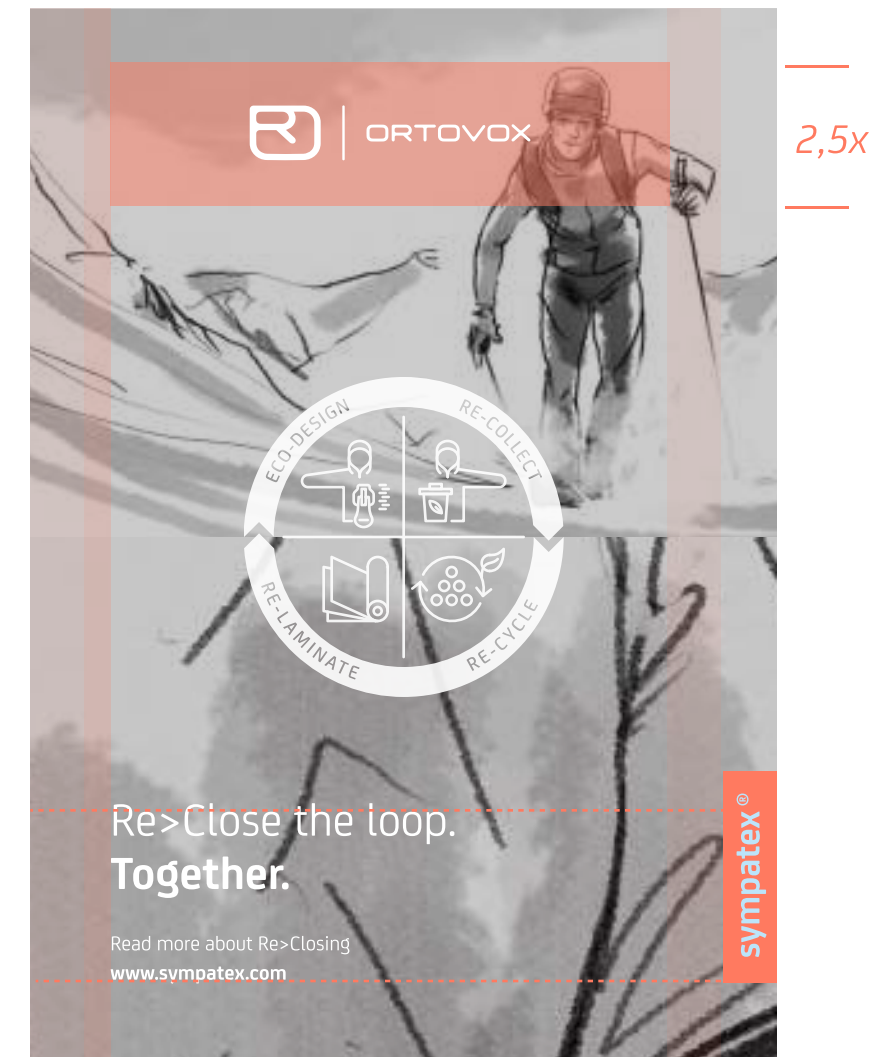 ORTOVOX
2,5x
ECO-DESIGN
RE-COLLECT
RE-LAMINATE
RE-CYCLE
Re>Close the loop.
Together.
Read more about Re>Closing
www.sympatex.com
sympatex®